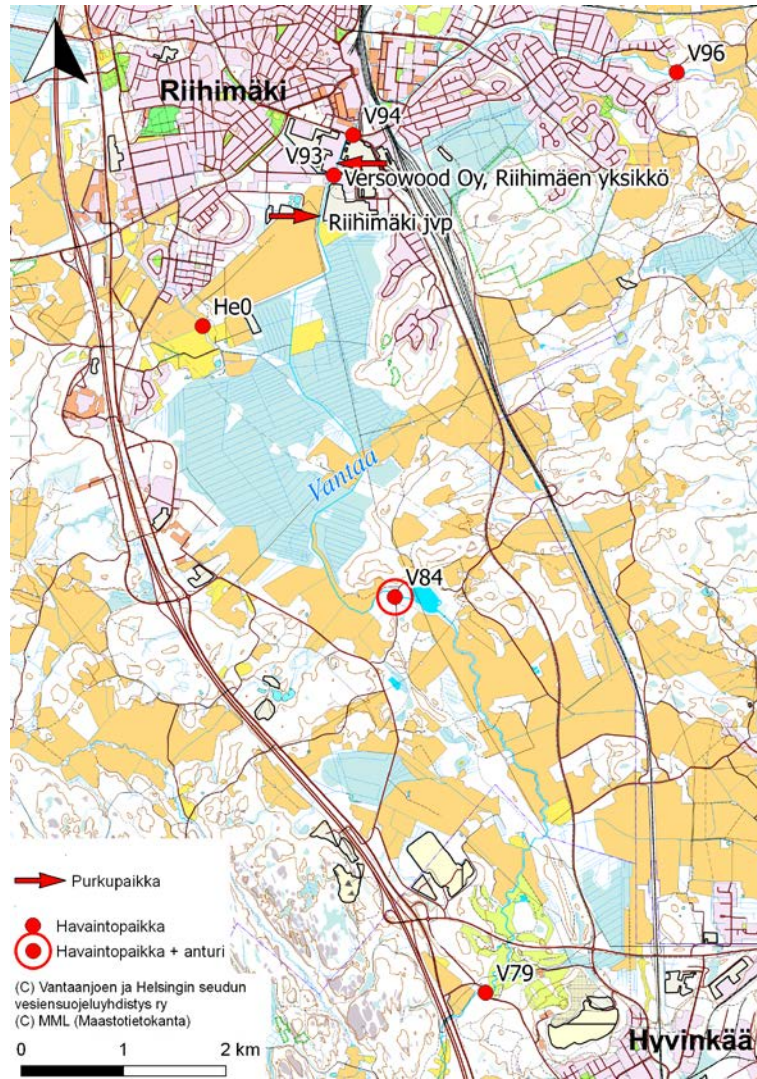 V96
Riihimäki
V94
V93
Versowood Oy, Riihimäen yksikkö
Riihimäki jvp
He0
Vantaa
V84
Purkupaikka
Havaintopaikka
Havaintopaikka + anturi
(C) Vantaanjoen ja Helsingin seudun
vesiensuojeluyhdistys ry
(C) MML (Maastotietokanta)
0 1 2 km
V79
Hyvinkää